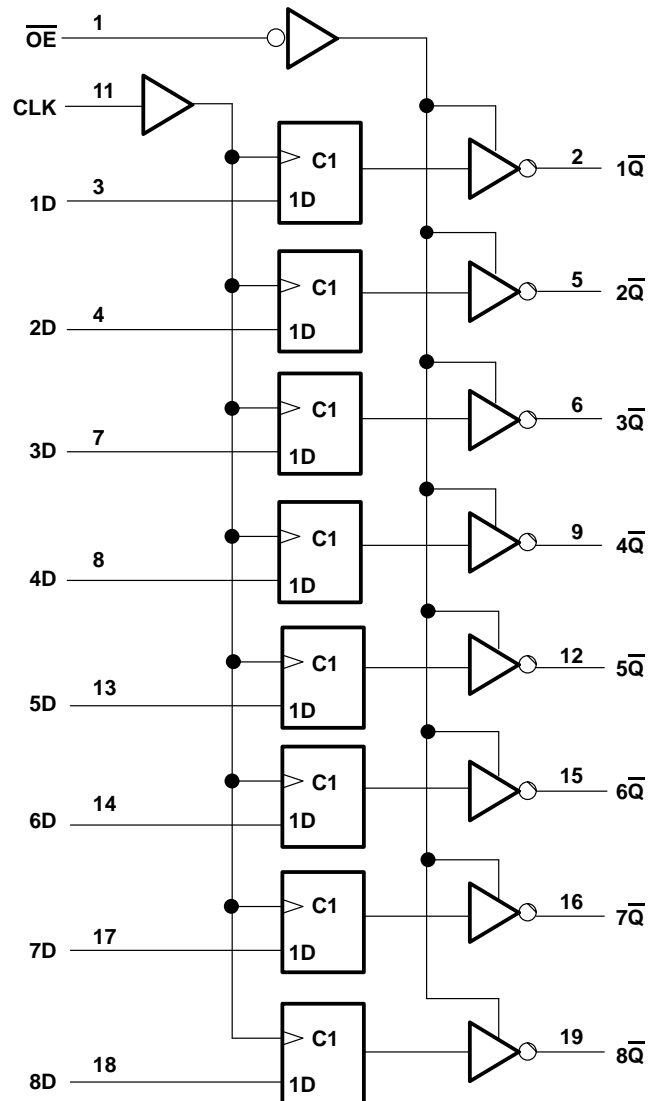 O̅E̅ 1
CLK 11
C1
1D 3 1D 2 1Q̅
C1
2D 4 1D 5 2Q̅
C1
3D 7 1D 6 3Q̅
C1
4D 8 1D 9 4Q̅
C1
5D 13 1D 12 5Q̅
C1
6D 14 1D 15 6Q̅
C1
7D 17 1D 16 7Q̅
C1
8D 18 1D 19 8Q̅